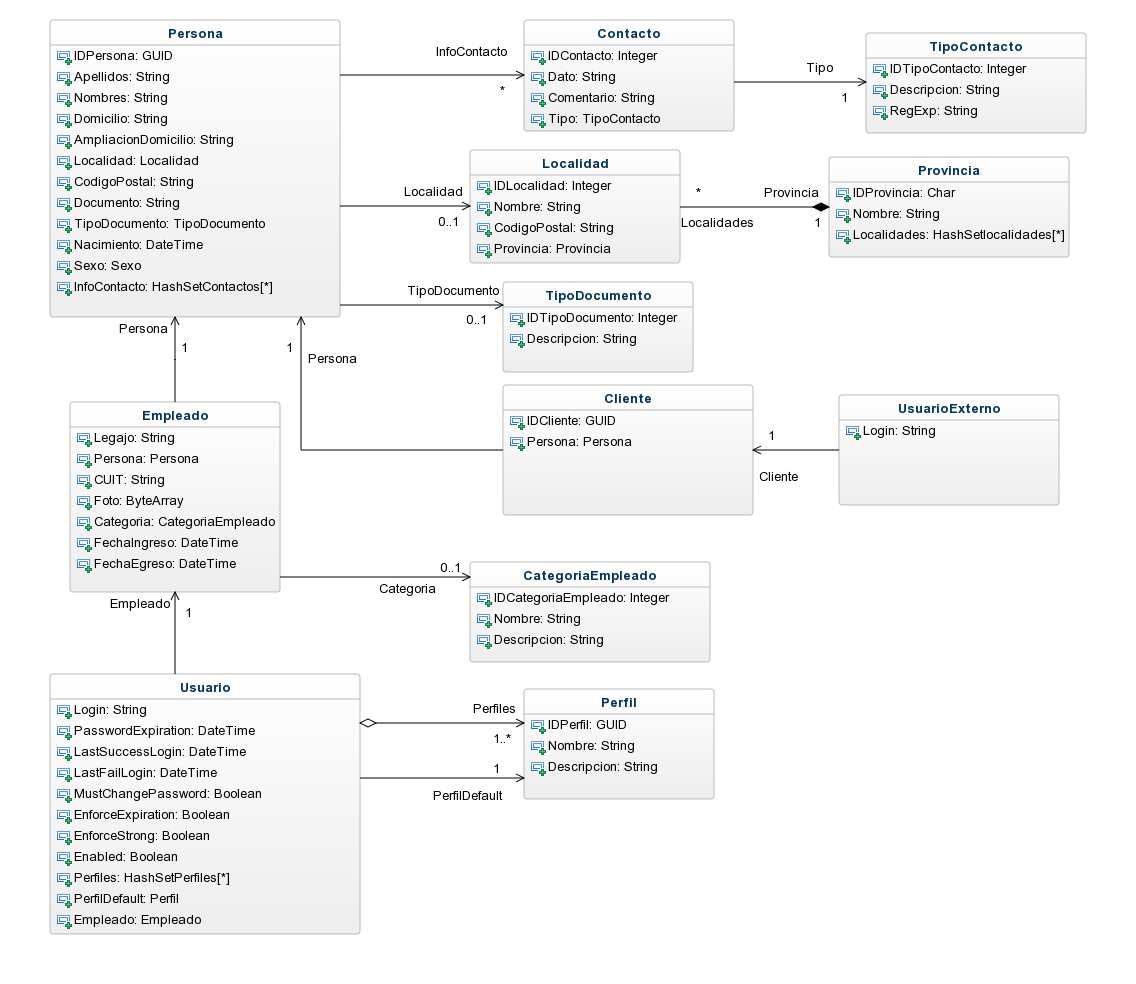 Persona
IDPersona: GUID
Apellidos: String
Nombres: String
Domicilio: String
AmpliacionDomicilio: String
Localidad: Localidad
CodigoPostal: String
Documento: String
TipoDocumento: TipoDocumento
Nacimiento: DateTime
Sexo: Sexo
InfoContacto: HashSetContactos[*]
InfoContacto
*
Contacto
IDContacto: Integer
Dato: String
Comentario: String
Tipo: TipoContacto
Tipo
1
TipoContacto
IDTipoContacto: Integer
Descripcion: String
RegExp: String
Localidad
0..1
Localidad
IDLocalidad: Integer
Nombre: String
CodigoPostal: String
Provincia: Provincia
*
Localidades
Provincia
1
Provincia
IDProvincia: Char
Nombre: String
Localidades: HashSetlocalidades[*]
TipoDocumento
0..1
TipoDocumento
IDTipoDocumento: Integer
Descripcion: String
Persona
1
1
Persona
Cliente
IDCliente: GUID
Persona: Persona
1
Cliente
UsuarioExterno
Login: String
Empleado
Legajo: String
Persona: Persona
CUIT: String
Foto: ByteArray
Categoria: CategoriaEmpleado
FechaIngreso: DateTime
FechaEgreso: DateTime
0..1
Categoria
CategoriaEmpleado
IDCategoriaEmpleado: Integer
Nombre: String
Descripcion: String
Empleado
1
Usuario
Login: String
PasswordExpiration: DateTime
LastSuccessLogin: DateTime
LastFailLogin: DateTime
MustChangePassword: Boolean
EnforceExpiration: Boolean
EnforceStrong: Boolean
Enabled: Boolean
Perfiles: HashSetPerfiles[*]
PerfilDefault: Perfil
Empleado: Empleado
Perfiles
1..*
1
PerfilDefault
Perfil
IDPerfil: GUID
Nombre: String
Descripcion: String